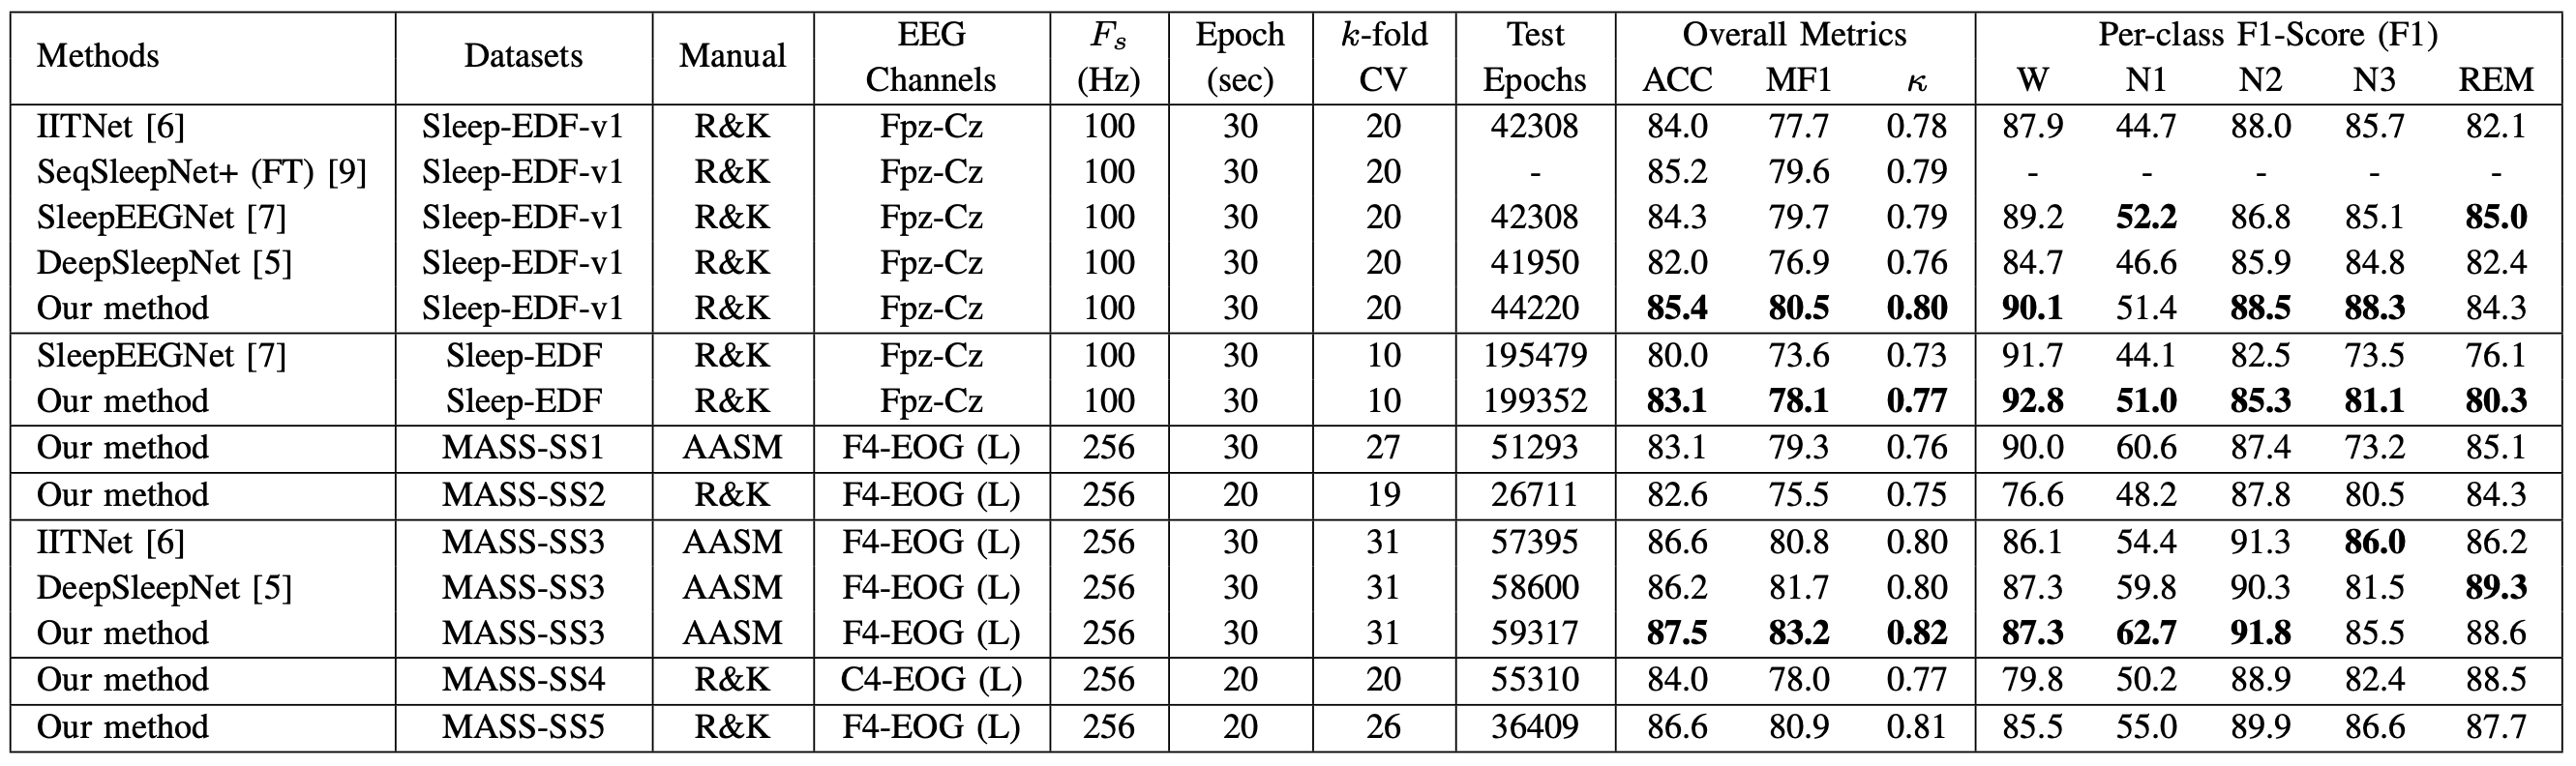 Methods Datasets Manual EEG Channels Fs (Hz) Epoch (sec) k-fold CV Test Epochs Overall Metrics Per-class F1-Score (F1)
ACC MF1 κ W N1 N2 N3 REM
IITNet [6] Sleep-EDF-v1 R&K Fpz-Cz 100 30 20 42308 84.0 77.7 0.78 87.9 44.7 88.0 85.7 82.1
SeqSleepNet+ (FT) [9] Sleep-EDF-v1 R&K Fpz-Cz 100 30 20 - 85.2 79.6 0.79 - - - - -
SleepEEGNet [7] Sleep-EDF-v1 R&K Fpz-Cz 100 30 20 42308 84.3 79.7 0.79 89.2 52.2 86.8 85.1 85.0
DeepSleepNet [5] Sleep-EDF-v1 R&K Fpz-Cz 100 30 20 41950 82.0 76.9 0.76 84.7 46.6 85.9 84.8 82.4
Our method Sleep-EDF-v1 R&K Fpz-Cz 100 30 20 44220 85.4 80.5 0.80 90.1 51.4 88.5 88.3 84.3
SleepEEGNet [7] Sleep-EDF R&K Fpz-Cz 100 30 10 195479 80.0 73.6 0.73 91.7 44.1 82.5 73.5 76.1
Our method Sleep-EDF R&K Fpz-Cz 100 30 10 199352 83.1 78.1 0.77 92.8 51.0 85.3 81.1 80.3
Our method MASS-SS1 AASM F4-EOG (L) 256 30 27 51293 83.1 79.3 0.76 90.0 60.6 87.4 73.2 85.1
Our method MASS-SS2 R&K F4-EOG (L) 256 20 19 26711 82.6 75.5 0.75 76.6 48.2 87.8 80.5 84.3
IITNet [6] MASS-SS3 AASM F4-EOG (L) 256 30 31 57395 86.6 80.8 0.80 86.1 54.4 91.3 86.0 86.2
DeepSleepNet [5] MASS-SS3 AASM F4-EOG (L) 256 30 31 58600 86.2 81.7 0.80 87.3 59.8 90.3 81.5 89.3
Our method MASS-SS3 AASM F4-EOG (L) 256 30 31 59317 87.5 83.2 0.82 87.3 62.7 91.8 85.5 88.6
Our method MASS-SS4 R&K C4-EOG (L) 256 20 20 55310 84.0 78.0 0.77 79.8 50.2 88.9 82.4 88.5
Our method MASS-SS5 R&K F4-EOG (L) 256 20 26 36409 86.6 80.9 0.81 85.5 55.0 89.9 86.6 87.7